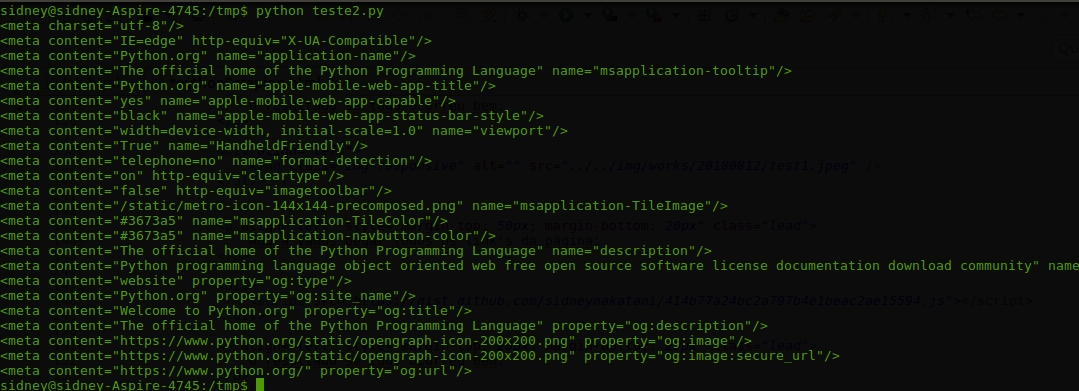 sidney@sidney-Aspire-4745:/tmp$ python teste2.py
<meta charset="utf-8"/>
<meta content="IE=edge" http-equiv="X-UA-Compatible"/>
<meta content="Python.org" name="application-name"/>
<meta content="The official home of the Python Programming Language" name="msapplication-tooltip"/>
<meta content="Python.org" name="apple-mobile-web-app-title"/>
<meta content="yes" name="apple-mobile-web-app-capable"/>
<meta content="black" name="apple-mobile-web-app-status-bar-style"/>
<meta content="width=device-width, initial-scale=1.0" name="viewport"/>
<meta content="True" name="HandheldFriendly"/>
<meta content="telephone=no" name="format-detection"/>
<meta content="on" http-equiv="cleartype"/>
<meta content="false" http-equiv="imagetoolbar"/>
<meta content="/static/metro-icon-144x144-precomposed.png" name="msapplication-TileImage"/>
<meta content="#3673a5" name="msapplication-TileColor"/>
<meta content="#3673a5" name="msapplication-navbutton-color"/>
<meta content="The official home of the Python Programming Language" name="description"/>
<meta content="Python programming language object oriented web free open source software license documentation download community" name
<meta content="website" property="og:type"/>
<meta content="Python.org" property="og:site_name"/>
<meta content="Welcome to Python.org" property="og:title"/>
<meta content="The official home of the Python Programming Language" property="og:description"/>
<meta content="https://www.python.org/static/opengraph-icon-200x200.png" property="og:image"/>
<meta content="https://www.python.org/static/opengraph-icon-200x200.png" property="og:image:secure_url"/>
<meta content="https://www.python.org/" property="og:url"/>
sidney@sidney-Aspire-4745:/tmp$